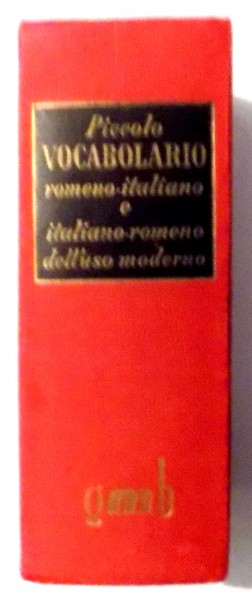 Piccolo
VOCABOLARIO
romeno-italiano
e
italiano-romeno
dell'uso moderno
gmb